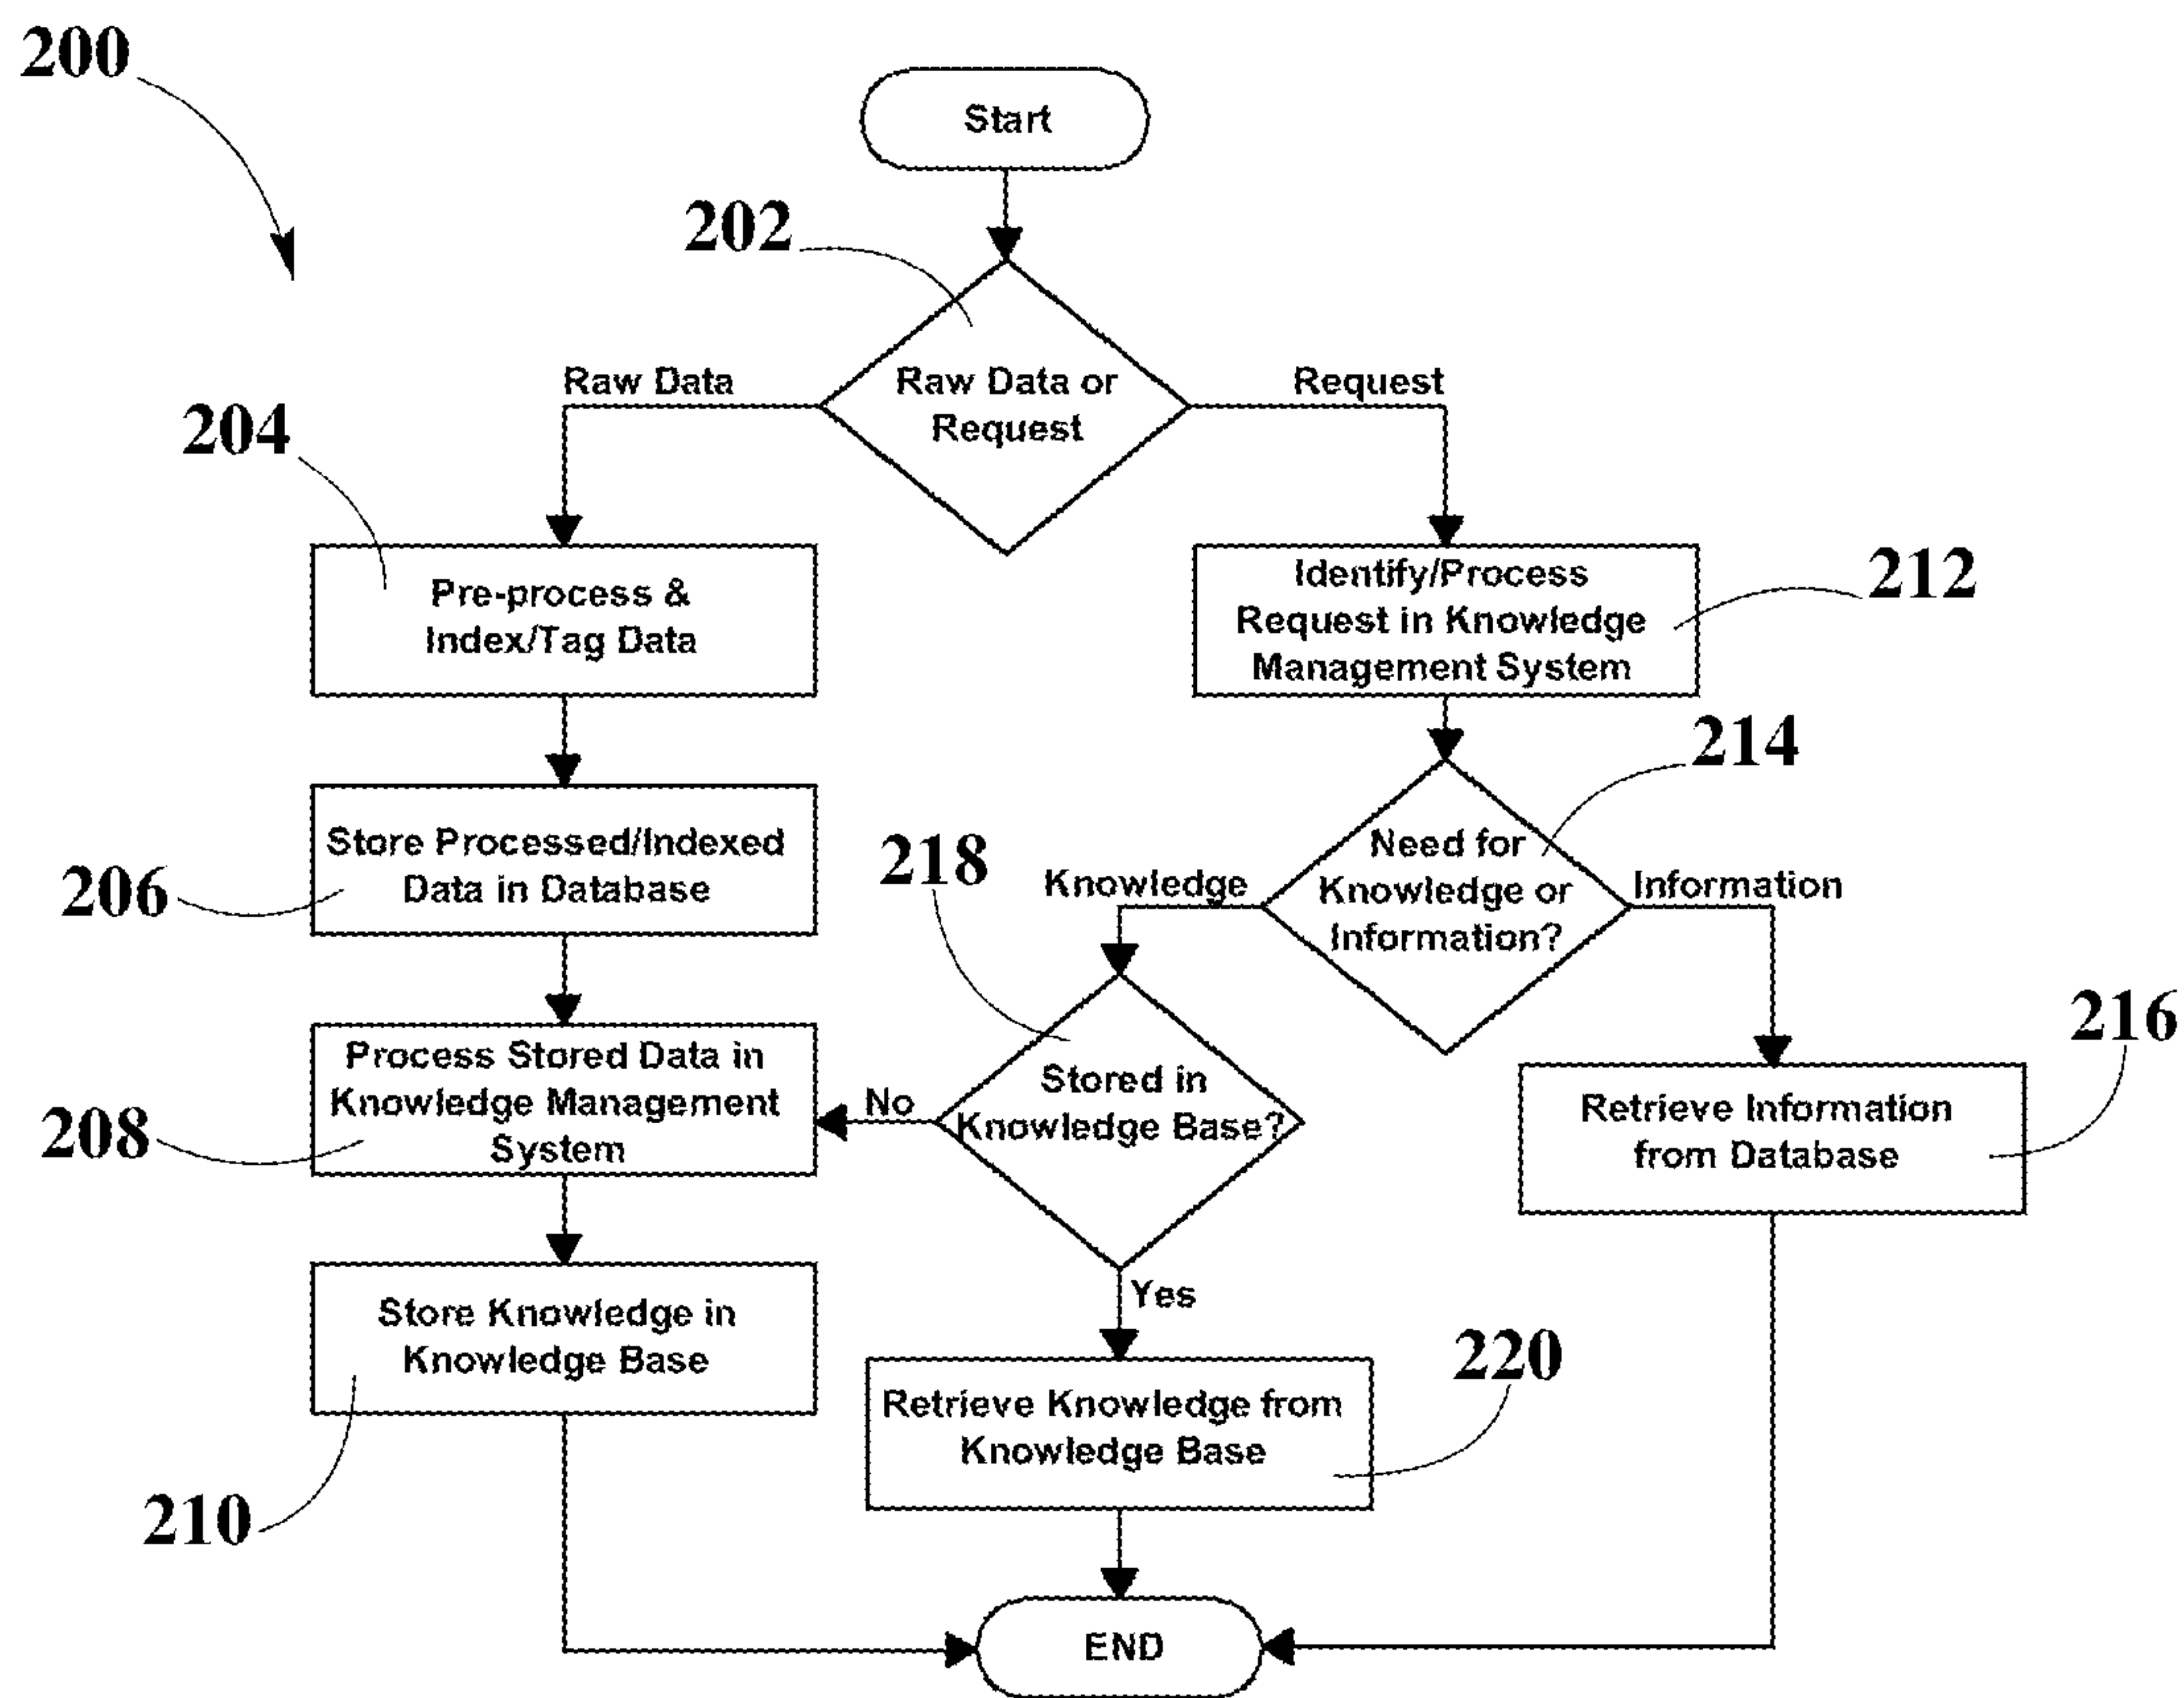 200
Start
202
Raw Data
Raw Data or
Request
Request
204
Pre-process &
Index/Tag Data
Identify/Process
Request in Knowledge
Management System
212
214
Store Processed/Indexed
Data in Database
206
218
Knowledge
Need for
Knowledge or
Information?
Information
216
Process Stored Data in
Knowledge Management
System
208
No
Stored in
Knowledge Base?
Retrieve Information
from Database
Yes
Store Knowledge in
Knowledge Base
210
Retrieve Knowledge from
Knowledge Base
220
END